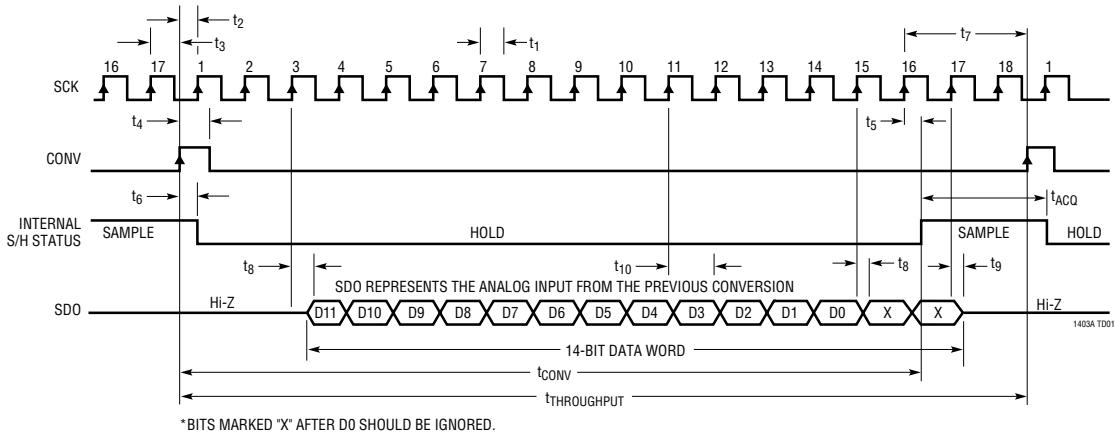 t2
t3
t1
t7
16 17 1 2 3 4 5 6 7 8 9 10 11 12 13 14 15 16 17 18 1
SCK
t4
t5
CONV
t6
tACQ
INTERNAL
S/H STATUS
SAMPLE HOLD SAMPLE HOLD
t8 t10 t8 t9
SDO REPRESENTS THE ANALOG INPUT FROM THE PREVIOUS CONVERSION
SDO Hi-Z D11 D10 D9 D8 D7 D6 D5 D4 D3 D2 D1 D0 X X Hi-Z
1403A TD01
14-BIT DATA WORD
tCONV
tTHROUGHPUT
*BITS MARKED "X" AFTER D0 SHOULD BE IGNORED.